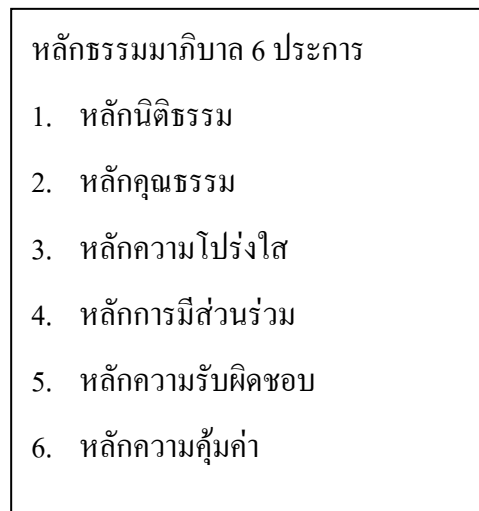 หลักธรรมมาภิบาล 6 ประการ
1. หลักนิติธรรม
2. หลักคุณธรรม
3. หลักความโปร่งใส
4. หลักการมีส่วนร่วม
5. หลักความรับผิดชอบ
6. หลักความคุ้มค่า